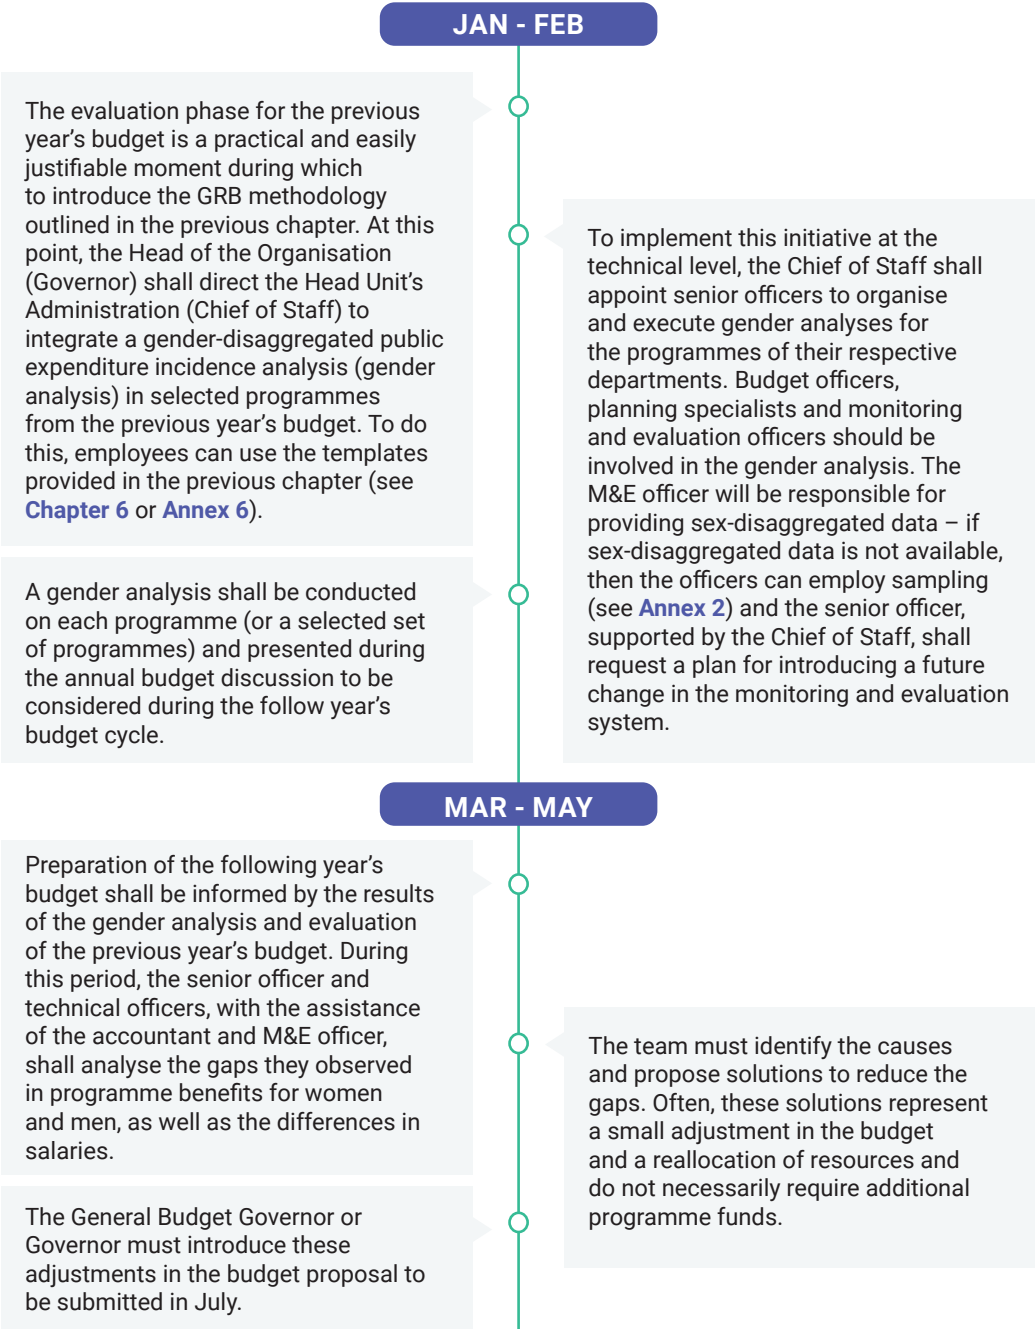 JAN - FEB
The evaluation phase for the previous
year's budget is a practical and easily
justifiable moment during which
to introduce the GRB methodology
outlined in the previous chapter. At this
point, the Head of the Organisation
(Governor) shall direct the Head Unit's
Administration (Chief of Staff) to
integrate a gender-disaggregated public
expenditure incidence analysis (gender
analysis) in selected programmes
from the previous year's budget. To do
this, employees can use the templates
provided in the previous chapter (see
Chapter 6 or Annex 6).
To implement this initiative at the
technical level, the Chief of Staff shall
appoint senior officers to organise
and execute gender analyses for
the programmes of their respective
departments. Budget officers,
planning specialists and monitoring
and evaluation officers should be
involved in the gender analysis. The
M&E officer will be responsible for
providing sex-disaggregated data – if
sex-disaggregated data is not available,
then the officers can employ sampling
(see Annex 2) and the senior officer,
supported by the Chief of Staff, shall
request a plan for introducing a future
change in the monitoring and evaluation
system.
A gender analysis shall be conducted
on each programme (or a selected set
of programmes) and presented during
the annual budget discussion to be
considered during the follow year's
budget cycle.
MAR - MAY
Preparation of the following year's
budget shall be informed by the results
of the gender analysis and evaluation
of the previous year's budget. During
this period, the senior officer and
technical officers, with the assistance
of the accountant and M&E officer,
shall analyse the gaps they observed
in programme benefits for women
and men, as well as the differences in
salaries.
The team must identify the causes
and propose solutions to reduce the
gaps. Often, these solutions represent
a small adjustment in the budget
and a reallocation of resources and
do not necessarily require additional
programme funds.
The General Budget Governor or
Governor must introduce these
adjustments in the budget proposal to
be submitted in July.